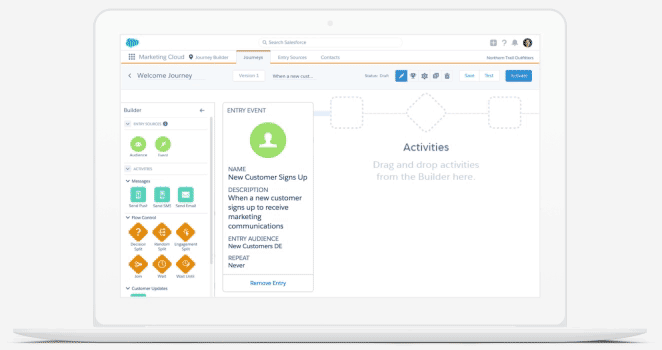 Search Salesforce
Marketing Cloud
Journey Builder
Journeys
Entry Sources
Contacts
Northern Trail Outfitters
Welcome Journey
Version 1
When a new cust...
Status: Draft
Save
Test
Activate
Builder
ENTRY SOURCES
Audience
Event
ACTIVITIES
Messages
Send Push
Send SMS
Send Email
Flow Control
Decision
Split
Random
Split
Engagement
Split
Join
Wait
Wait Until
Customer Updates
ENTRY EVENT
NAME
New Customer Signs Up
DESCRIPTION
When a new customer
signs up to receive
marketing
communications
ENTRY AUDIENCE
New Customers DE
REPEAT
Never
Remove Entry
Activities
Drag and drop activities
from the Builder here.